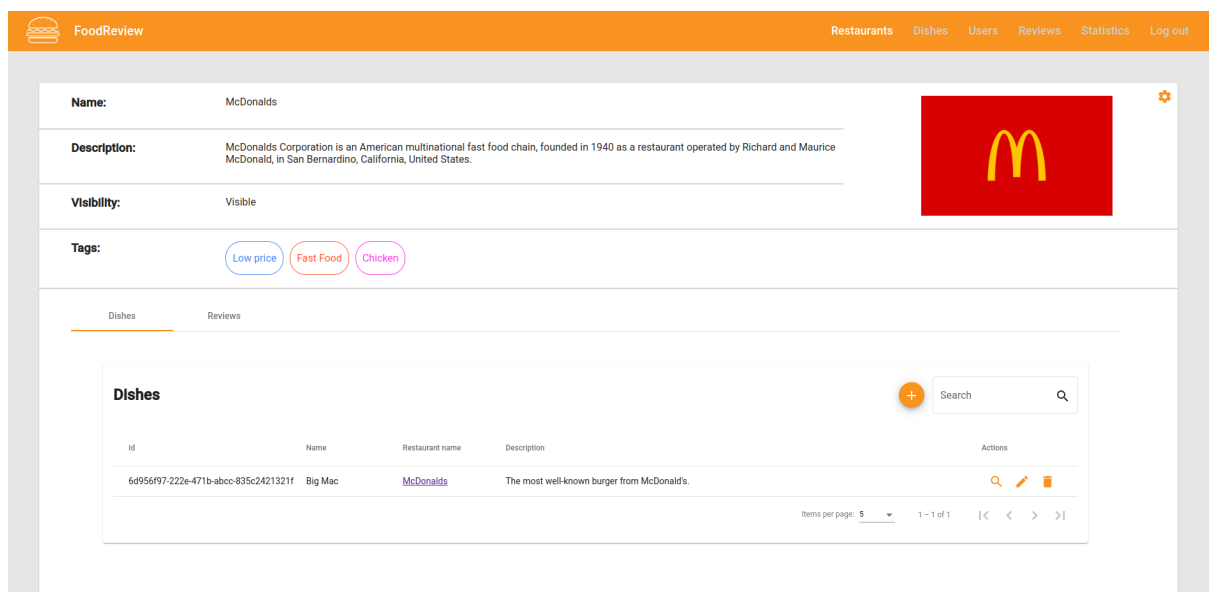 FoodReview Restaurants Dishes Users Reviews Statistics Log out
Name: McDonalds
Description: McDonalds Corporation is an American multinational fast food chain, founded in 1940 as a restaurant operated by Richard and Maurice
McDonald, in San Bernardino, California, United States.
Visibility: Visible
Tags: Low price Fast Food Chicken
Dishes Reviews
Dishes
Search
Id Name Restaurant name Description Actions
6d956f97-222e-471b-abcc-835c2421321f Big Mac McDonalds The most well-known burger from McDonald's.
Items per page: 5 1 – 1 of 1